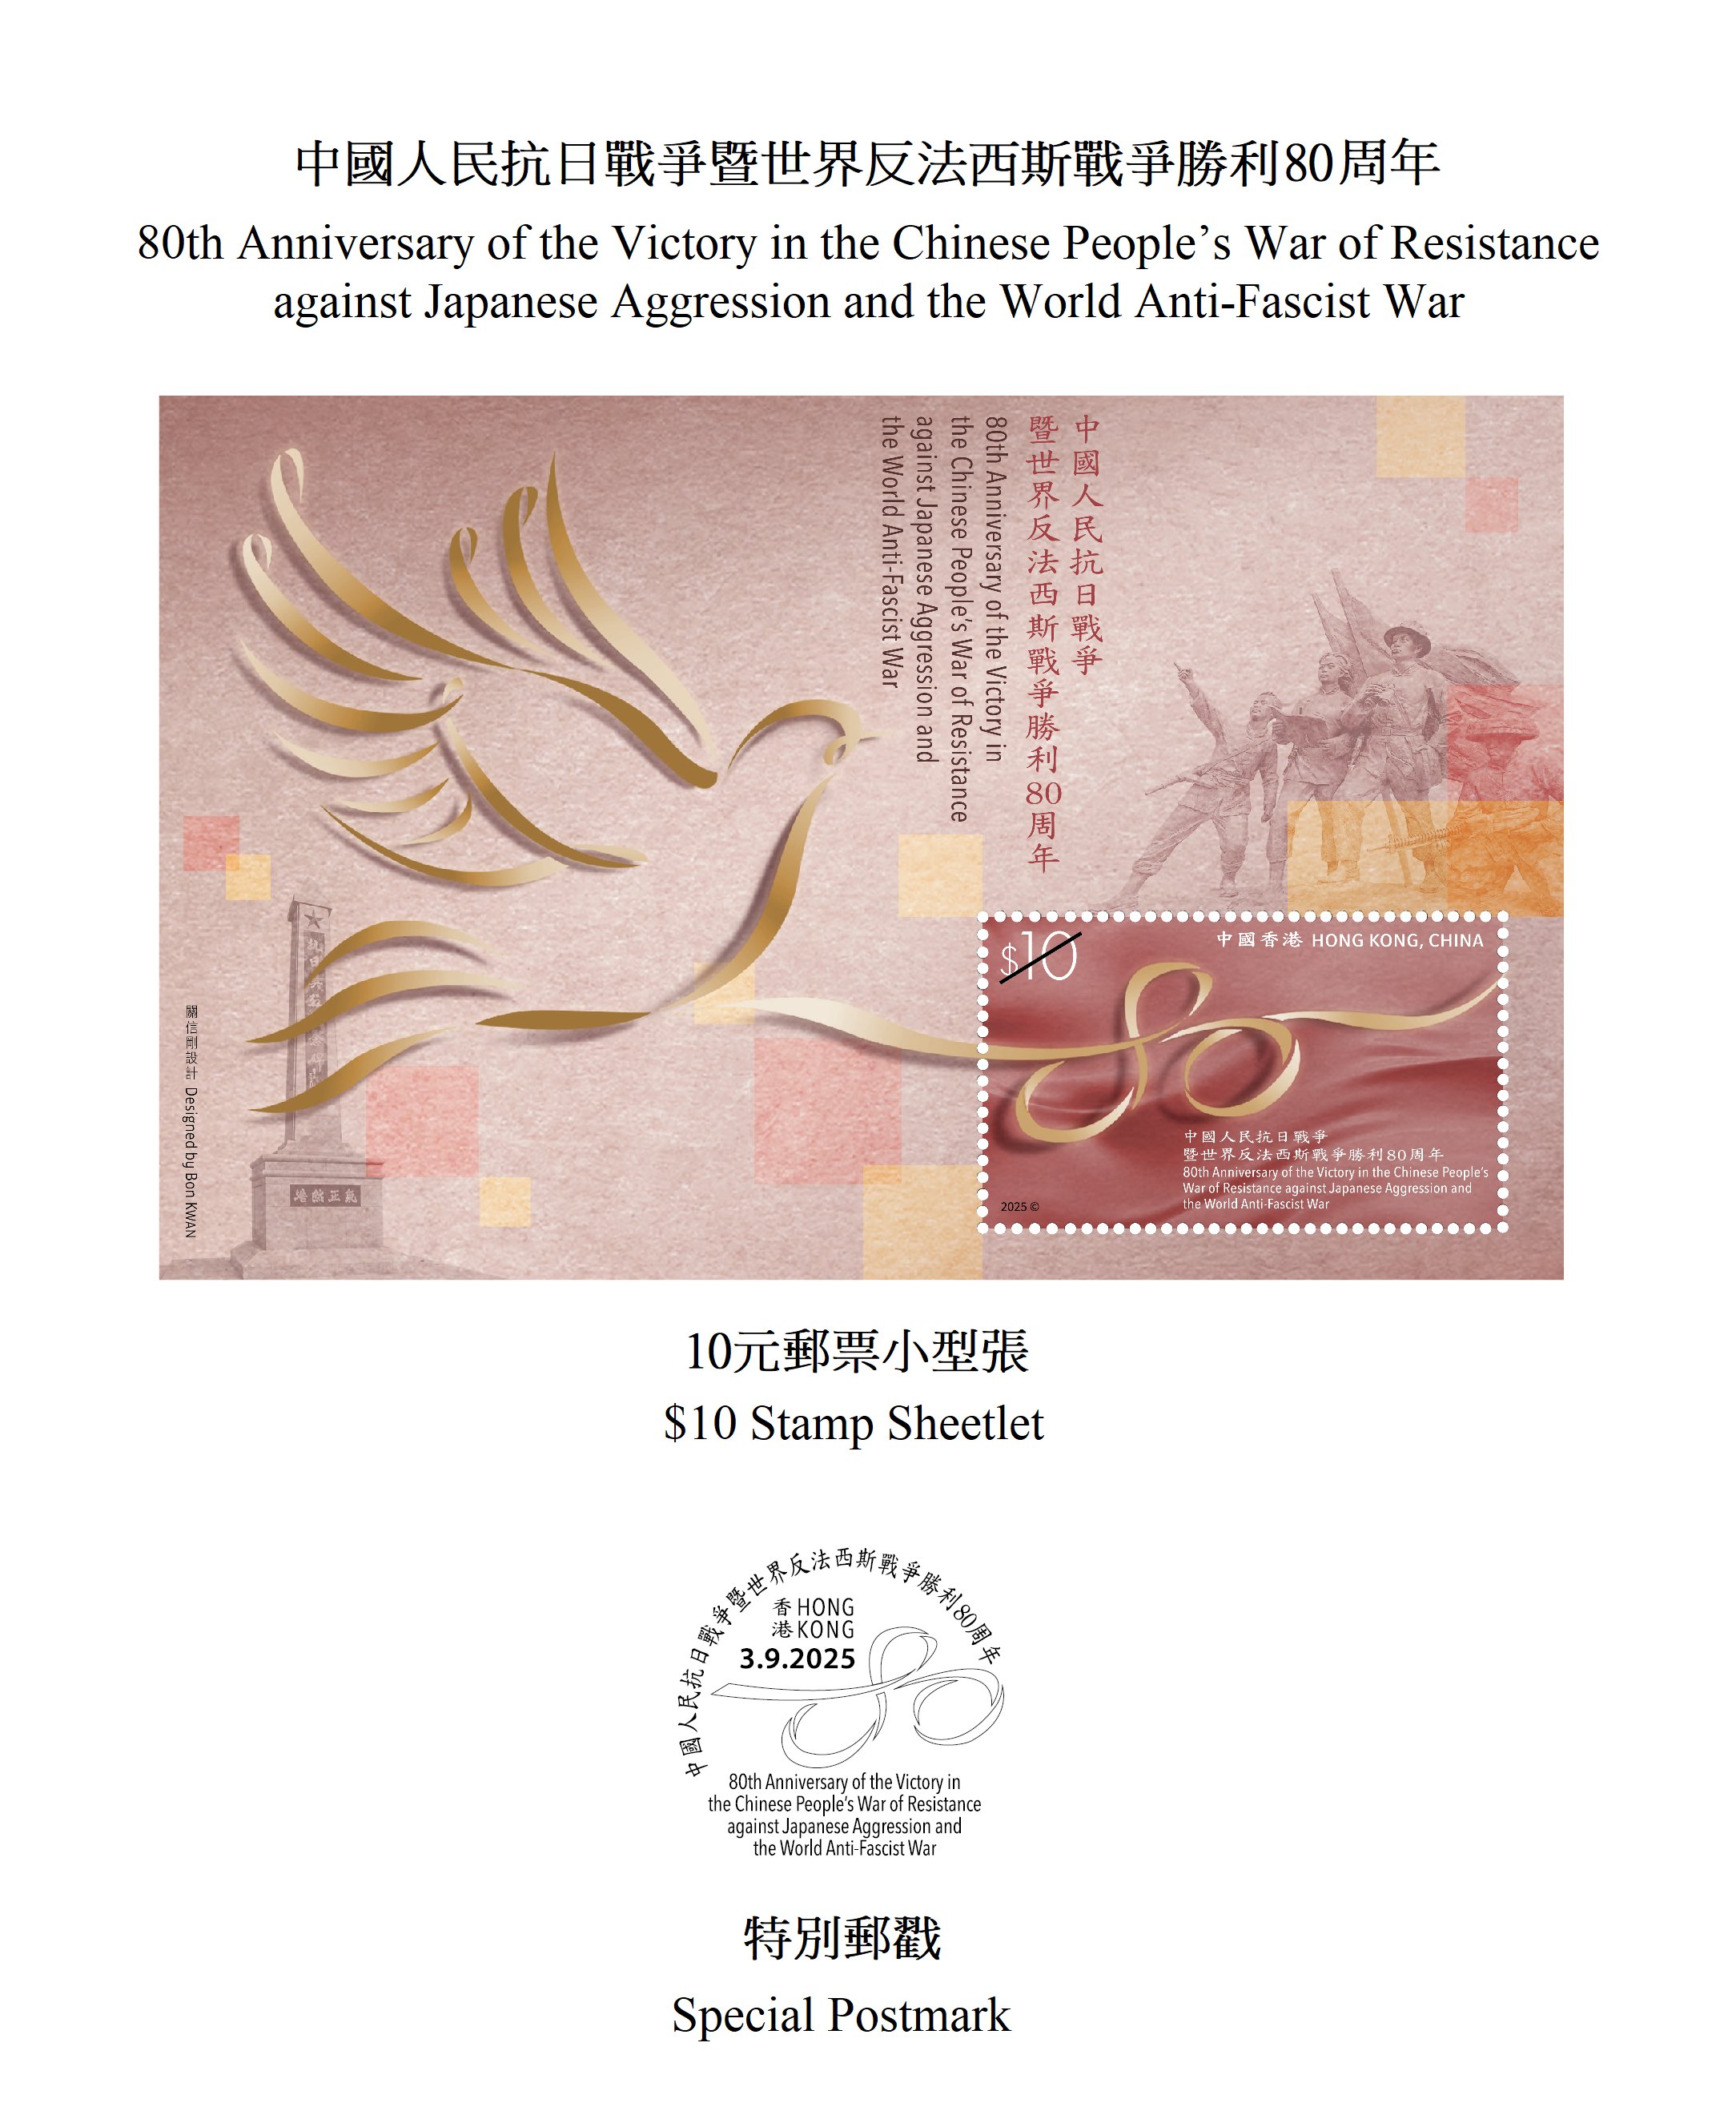 中國人民抗日戰爭暨世界反法西斯戰爭勝利80周年
80th Anniversary of the Victory in the Chinese People’s War of Resistance
against Japanese Aggression and the World Anti-Fascist War
中國人民抗日戰爭
暨世界反法西斯戰爭勝利80周年
80th Anniversary of the Victory in
the Chinese People’s War of Resistance
against Japanese Aggression and
the World Anti-Fascist War
關信剛設計 Designed by Bon KWAN
$10
中國香港 HONG KONG, CHINA
中國人民抗日戰爭
暨世界反法西斯戰爭勝利80周年
80th Anniversary of the Victory in the Chinese People’s
War of Resistance against Japanese Aggression and
the World Anti-Fascist War
2025 ©
10元郵票小型張
$10 Stamp Sheetlet
中國人民抗日戰爭暨世界反法西斯戰爭勝利80周年
香 HONG
港 KONG
3.9.2025
80th Anniversary of the Victory in
the Chinese People’s War of Resistance
against Japanese Aggression and
the World Anti-Fascist War
特別郵戳
Special Postmark